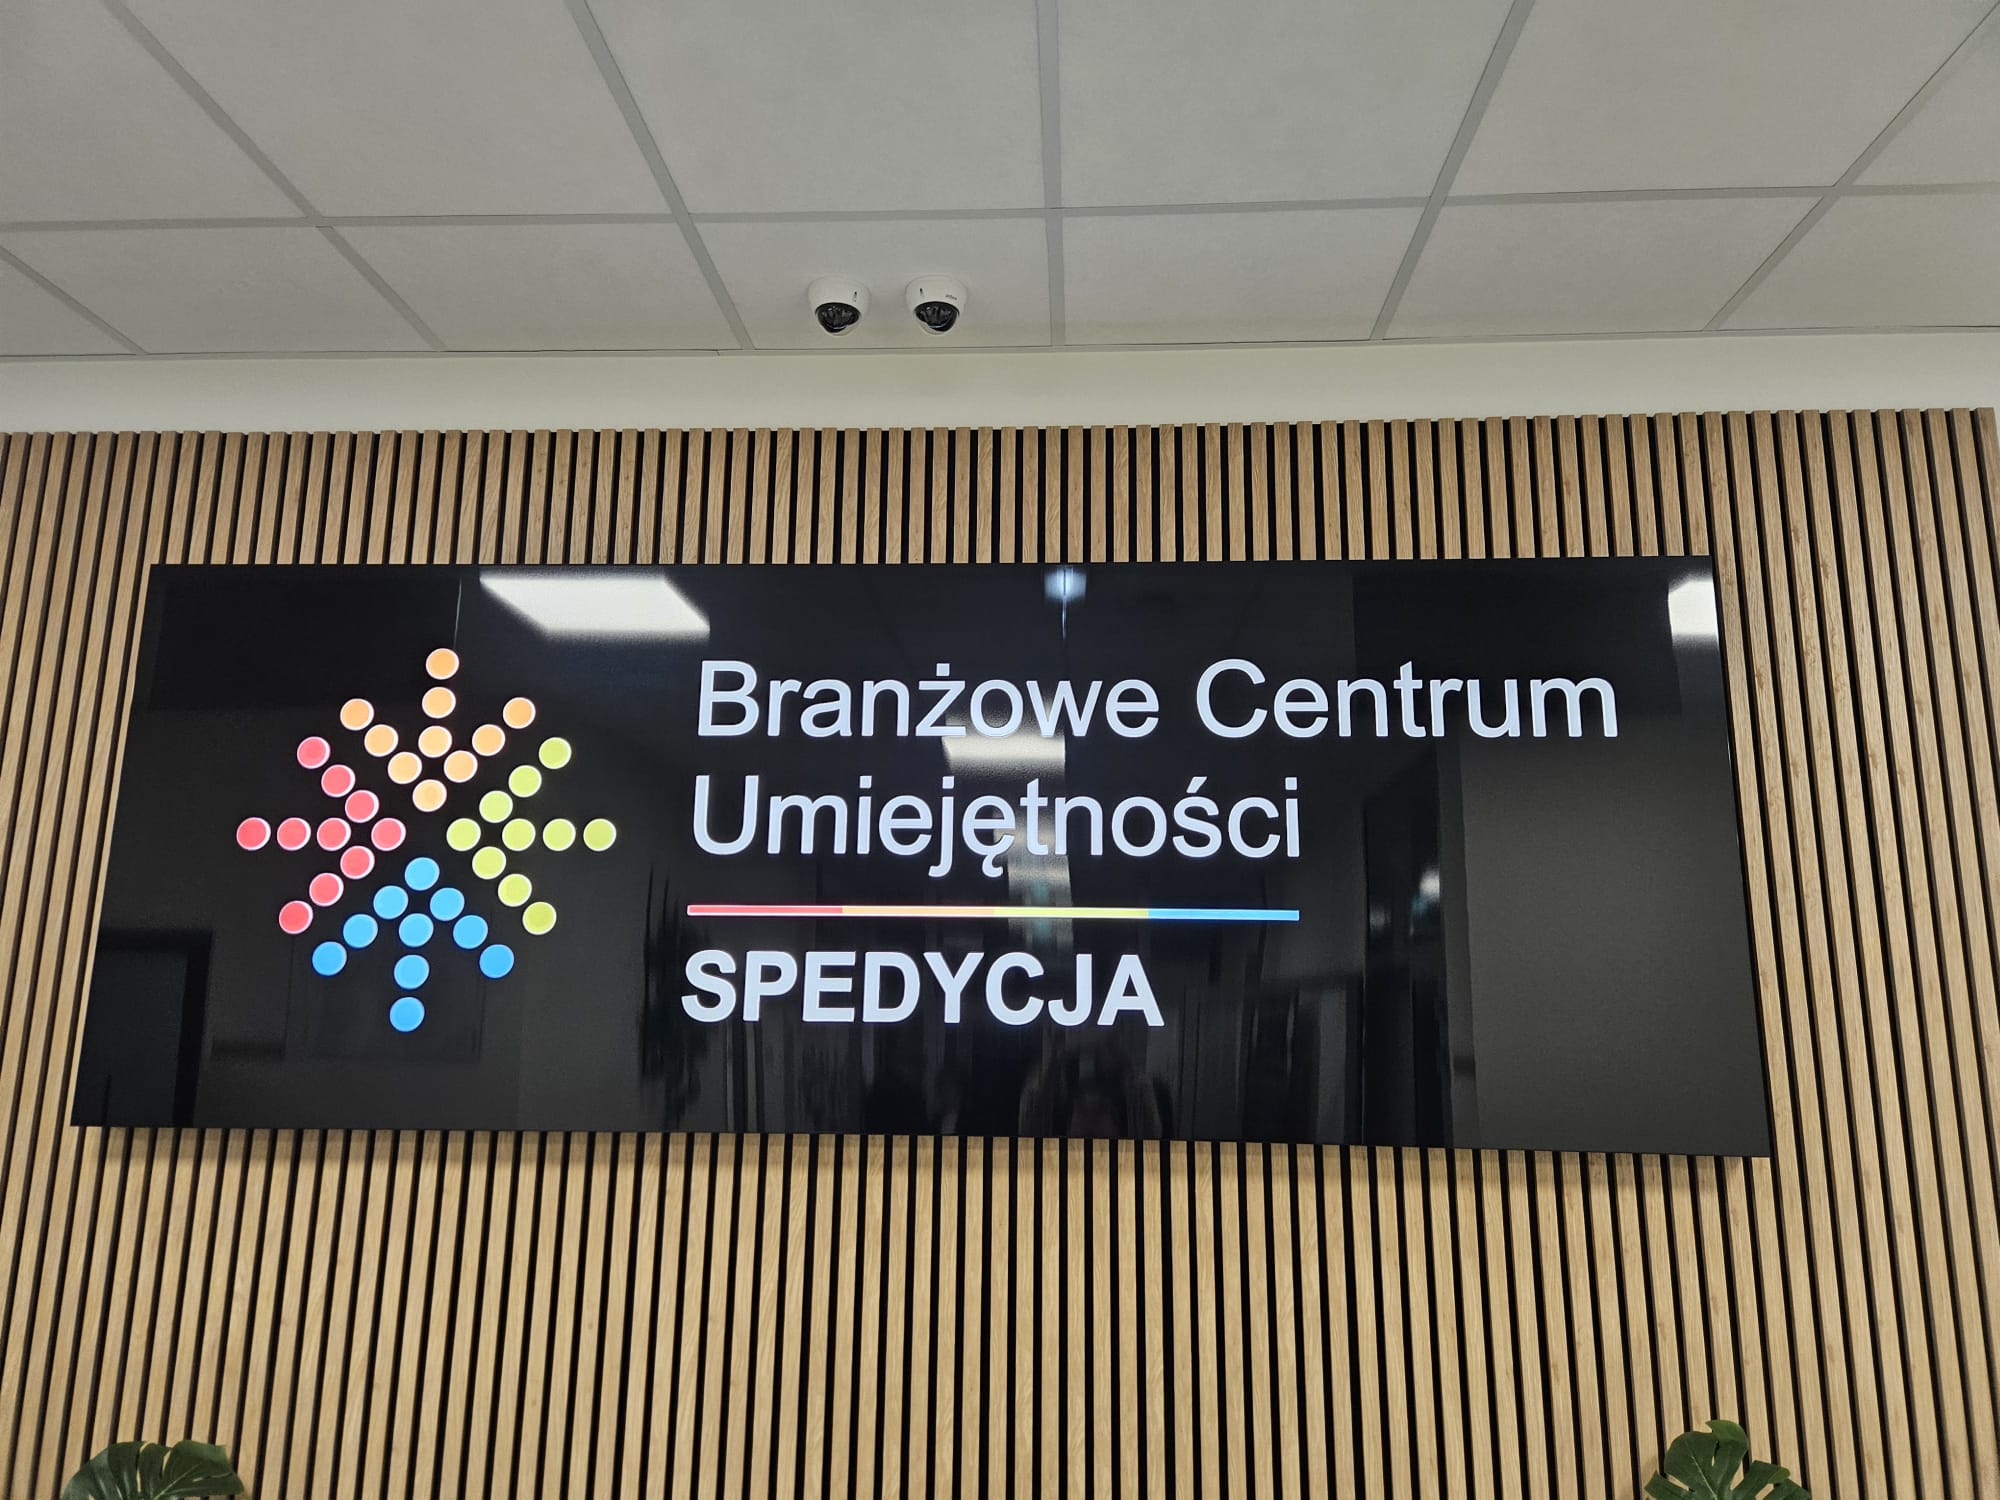 Branżowe Centrum
Umiejętności
SPEDYCJA